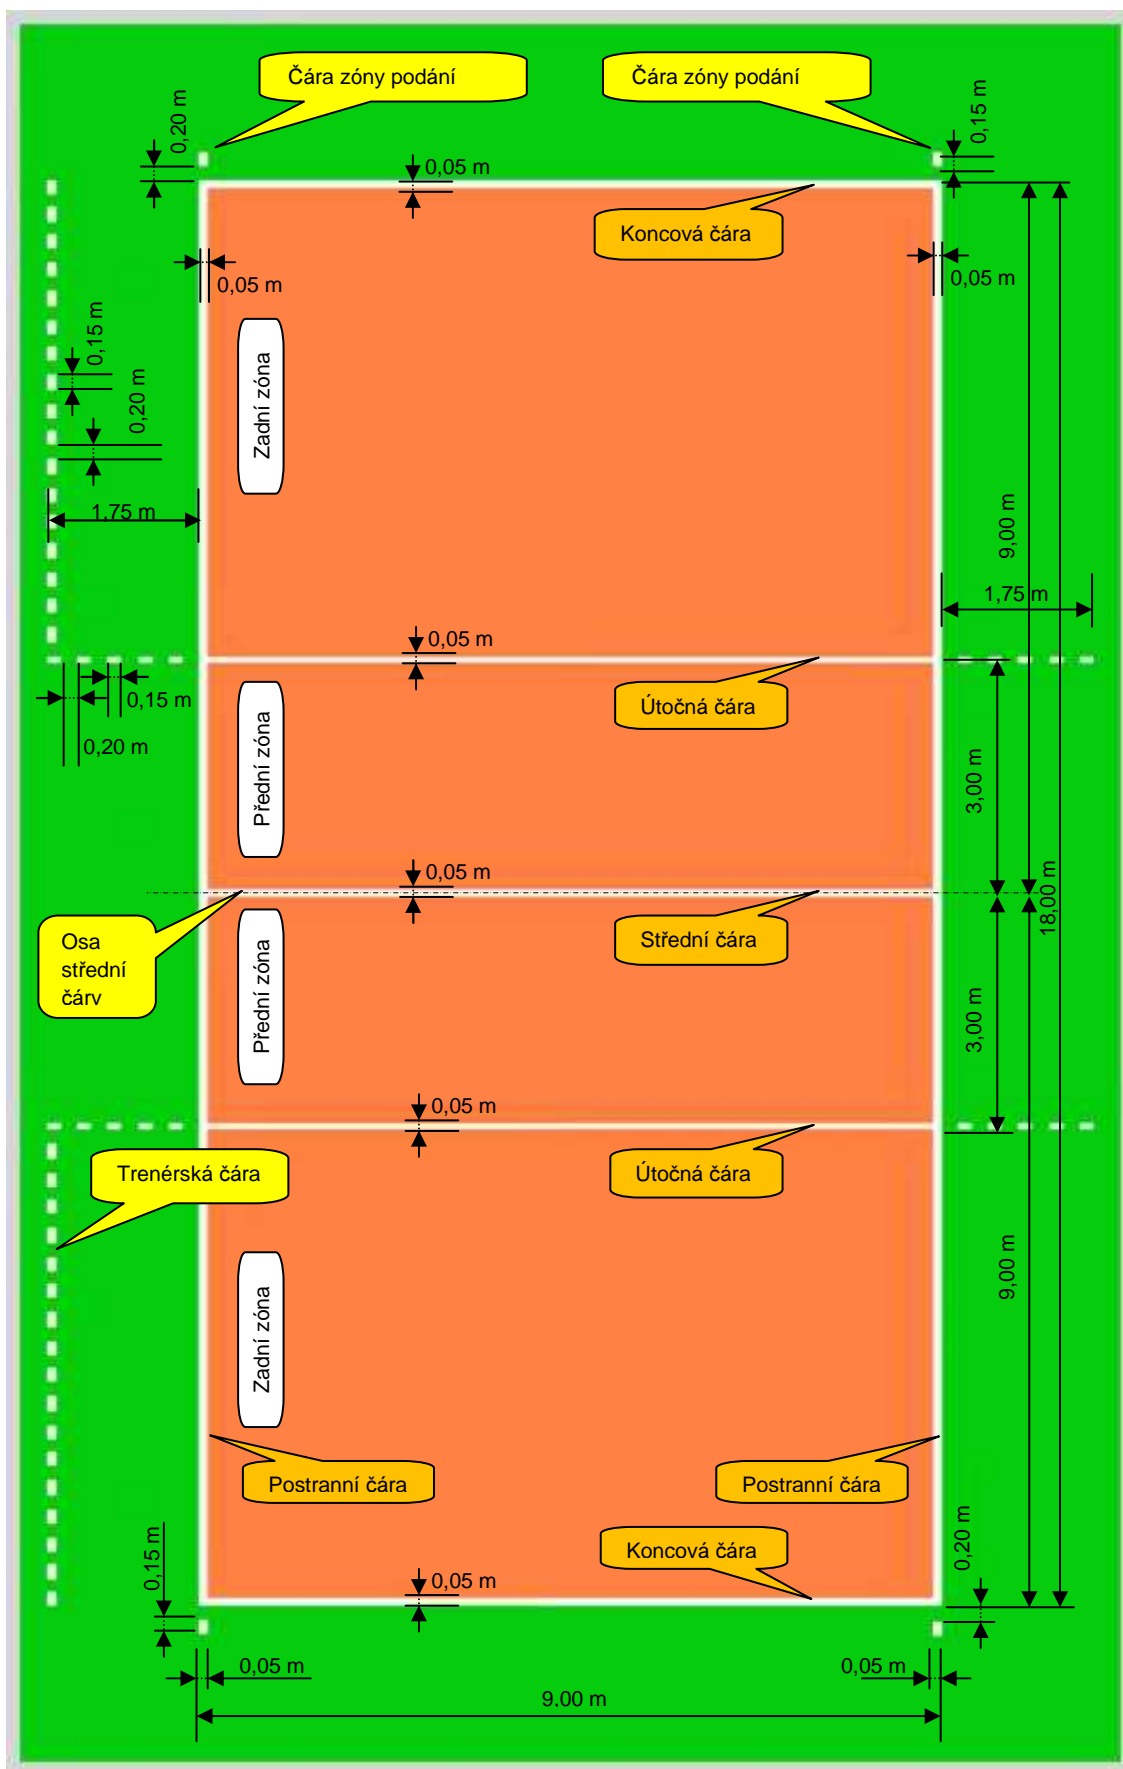 Čára zóny podání
Čára zóny podání
0,20 m
0,15 m
0,05 m
Koncová čára
0,05 m
0,05 m
0,15 m
0,20 m
Zadní zóna
1,75 m
9,00 m
1,75 m
0,05 m
0,15 m
Útočná čára
0,20 m
Přední zóna
3,00 m
0,05 m
18,00 m
Osa
střední
čárv
Střední čára
Přední zóna
3,00 m
0,05 m
Trenérská čára
Útočná čára
9,00 m
Zadní zóna
Postranní čára
Postranní čára
0,15 m
0,20 m
Koncová čára
0,05 m
0,05 m
0,05 m
9,00 m